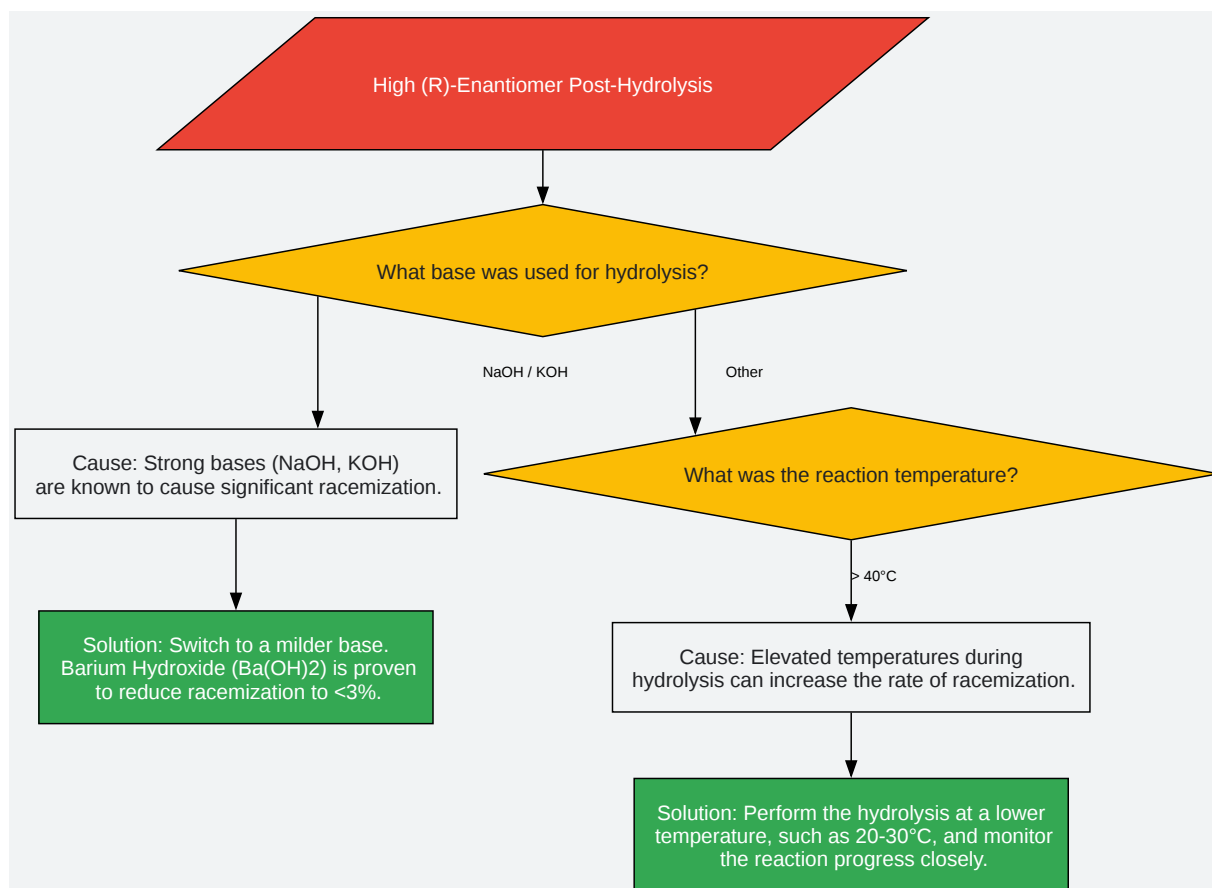 High (R)-Enantiomer Post-Hydrolysis
What base was used for hydrolysis?
NaOH / KOH
Other
Cause: Strong bases (NaOH, KOH)
are known to cause significant racemization.
What was the reaction temperature?
> 40°C
Solution: Switch to a milder base.
Barium Hydroxide (Ba(OH)2) is proven
to reduce racemization to <3%.
Cause: Elevated temperatures during
hydrolysis can increase the rate of racemization.
Solution: Perform the hydrolysis at a lower
temperature, such as 20-30°C, and monitor
the reaction progress closely.